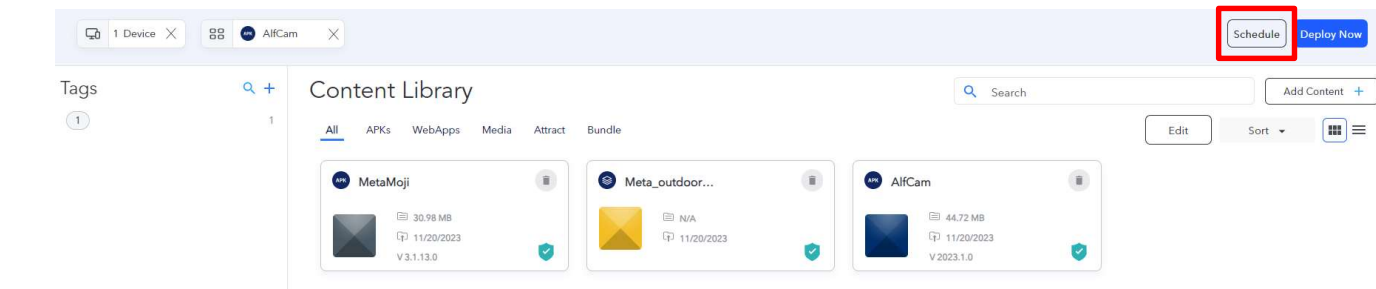 1 Device AlfCam Schedule Deploy Now
Tags
1 1
Content Library
Search
Add Content +
All APKs WebApps Media Attract Bundle
Edit Sort
APK MetaMoji
30.98 MB
11/20/2023
V 3.1.13.0
Meta_outdoor...
N/A
11/20/2023
APK AlfCam
44.72 MB
11/20/2023
V 2023.1.0